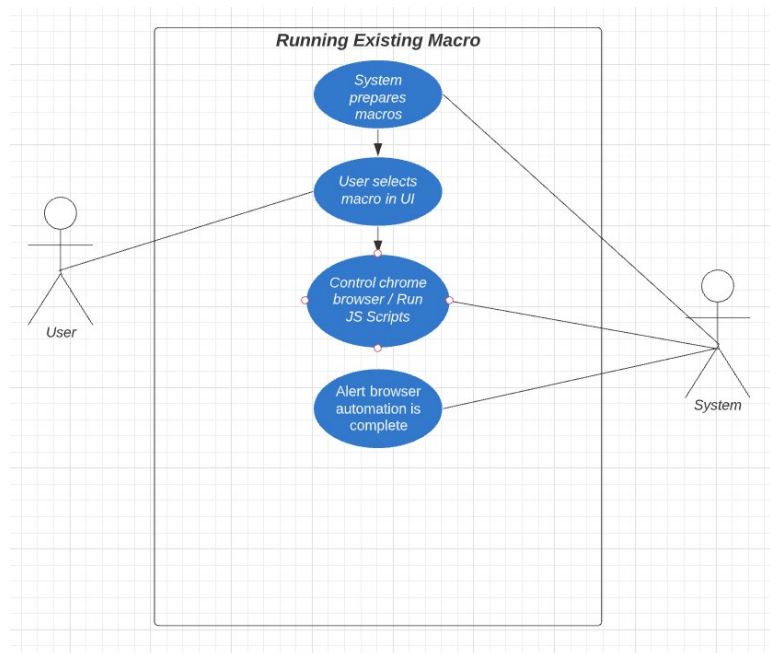 Running Existing Macro
System
prepares
macros
User selects
macro in UI
Control chrome
browser / Run
JS Scripts
User
Alert browser
automation is
complete
System